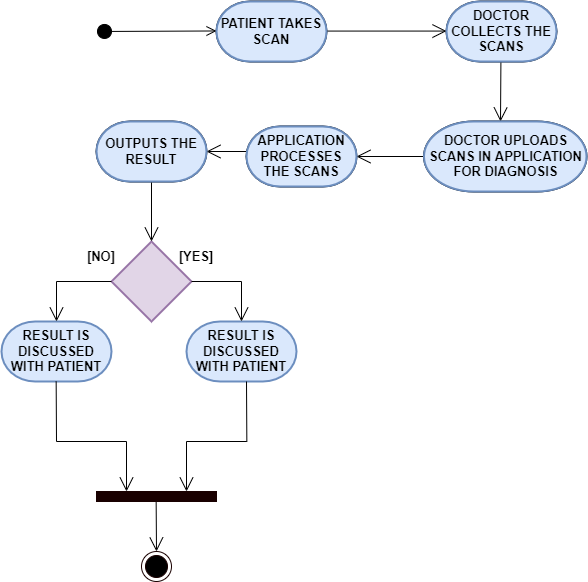 PATIENT TAKES
SCAN
DOCTOR
COLLECTS THE
SCANS
DOCTOR UPLOADS
SCANS IN APPLICATION
FOR DIAGNOSIS
APPLICATION
PROCESSES
THE SCANS
OUTPUTS THE
RESULT
[NO]
[YES]
RESULT IS
DISCUSSED
WITH PATIENT
RESULT IS
DISCUSSED
WITH PATIENT